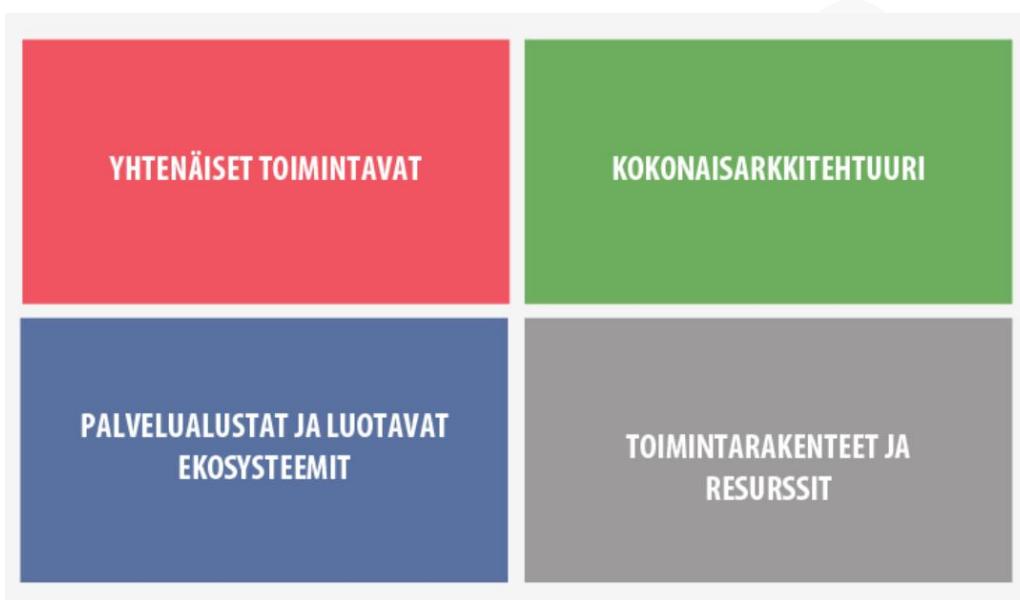 YHTENÄISET TOIMINTAVAT
KOKONAISARKKITEHTUURI
PALVELUALUSTAT JA LUOTAVAT
EKOSYSTEEMIT
TOIMINTARAKENTEET JA
RESURSSIT